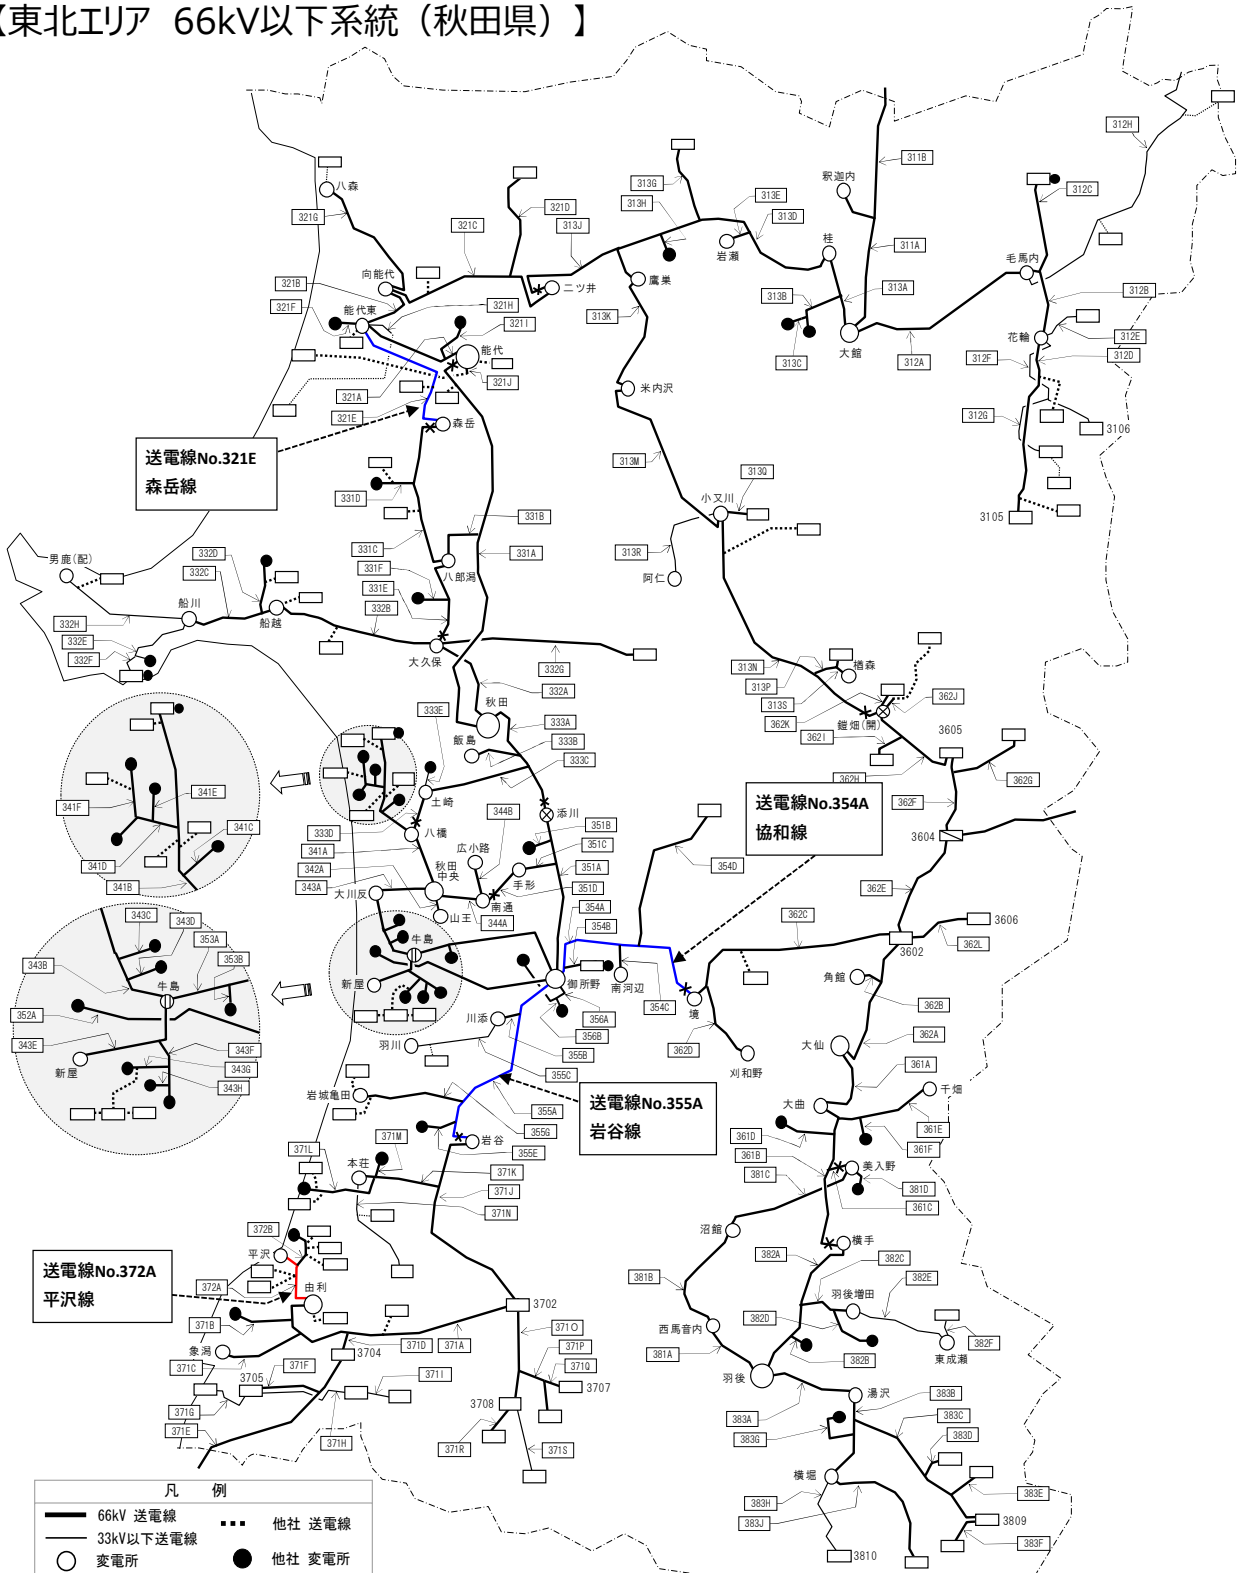 【東北エリア 66kV以下系統（秋田県）】
312H
311B
釈迦内
313G
313E
312C
八森
313H
313D
321D
321G
321C
313J
桂
岩瀬
311A
毛馬内
向能代
321B
二ツ井
鷹巣
313B
313A
312B
321F
能代東
321H
321I
313K
花輪
312E
能代
大館
312F
312D
313C
312A
321J
321A
米内沢
321E
312G
森岳
3106
送電線No.321E
森岳線
313M
313Q
331D
小又川
331B
3105
331C
331A
313R
男鹿(配)
332D
331F
八郎潟
阿仁
332C
331E
船川
332B
船越
332H
332E
大久保
332F
332G
313N
楢森
332A
313P
333E
秋田
313S
362J
333A
362K
鎧畑(開)
飯島
333B
362I
3605
333C
362H
362G
341F
341E
土崎
送電線No.354A
協和線
362F
添川
344B
341C
333D
八橋
351B
3604
341A
広小路
351C
341D
342A
秋田
中央
351A
354D
341B
343A
手形
362E
大川反
351D
南通
354A
362C
343C
343D
山王
344A
354B
3606
353A
牛島
362L
343B
353B
3602
牛島
新屋
御所野
南河辺
角館
352A
354C
362B
境
356A
343E
川添
356B
大仙
362A
343F
355B
362D
新屋
343G
羽川
刈和野
361A
343H
355C
千畑
岩城亀田
送電線No.355A
岩谷線
大曲
355A
361E
371M
355G
361D
岩谷
361F
371L
355E
361B
美入野
本荘
371K
381C
371J
381D
371N
361C
沼館
372B
横手
平沢
382A
382C
送電線No.372A
平沢線
381B
382E
372A
由利
羽後増田
3702
382D
371B
371O
西馬音内
371D
371A
371P
382F
象潟
381A
東成瀬
371C
371F
3704
371Q
382B
3705
371I
3707
羽後
湯沢
383B
371G
3708
383A
383C
371E
371H
371R
371S
383G
383D
凡 例
横堀
383E
66kV 送電線
他社 送電線
383H
33kV以下送電線
383J
3809
変電所
他社 変電所
383F
3810